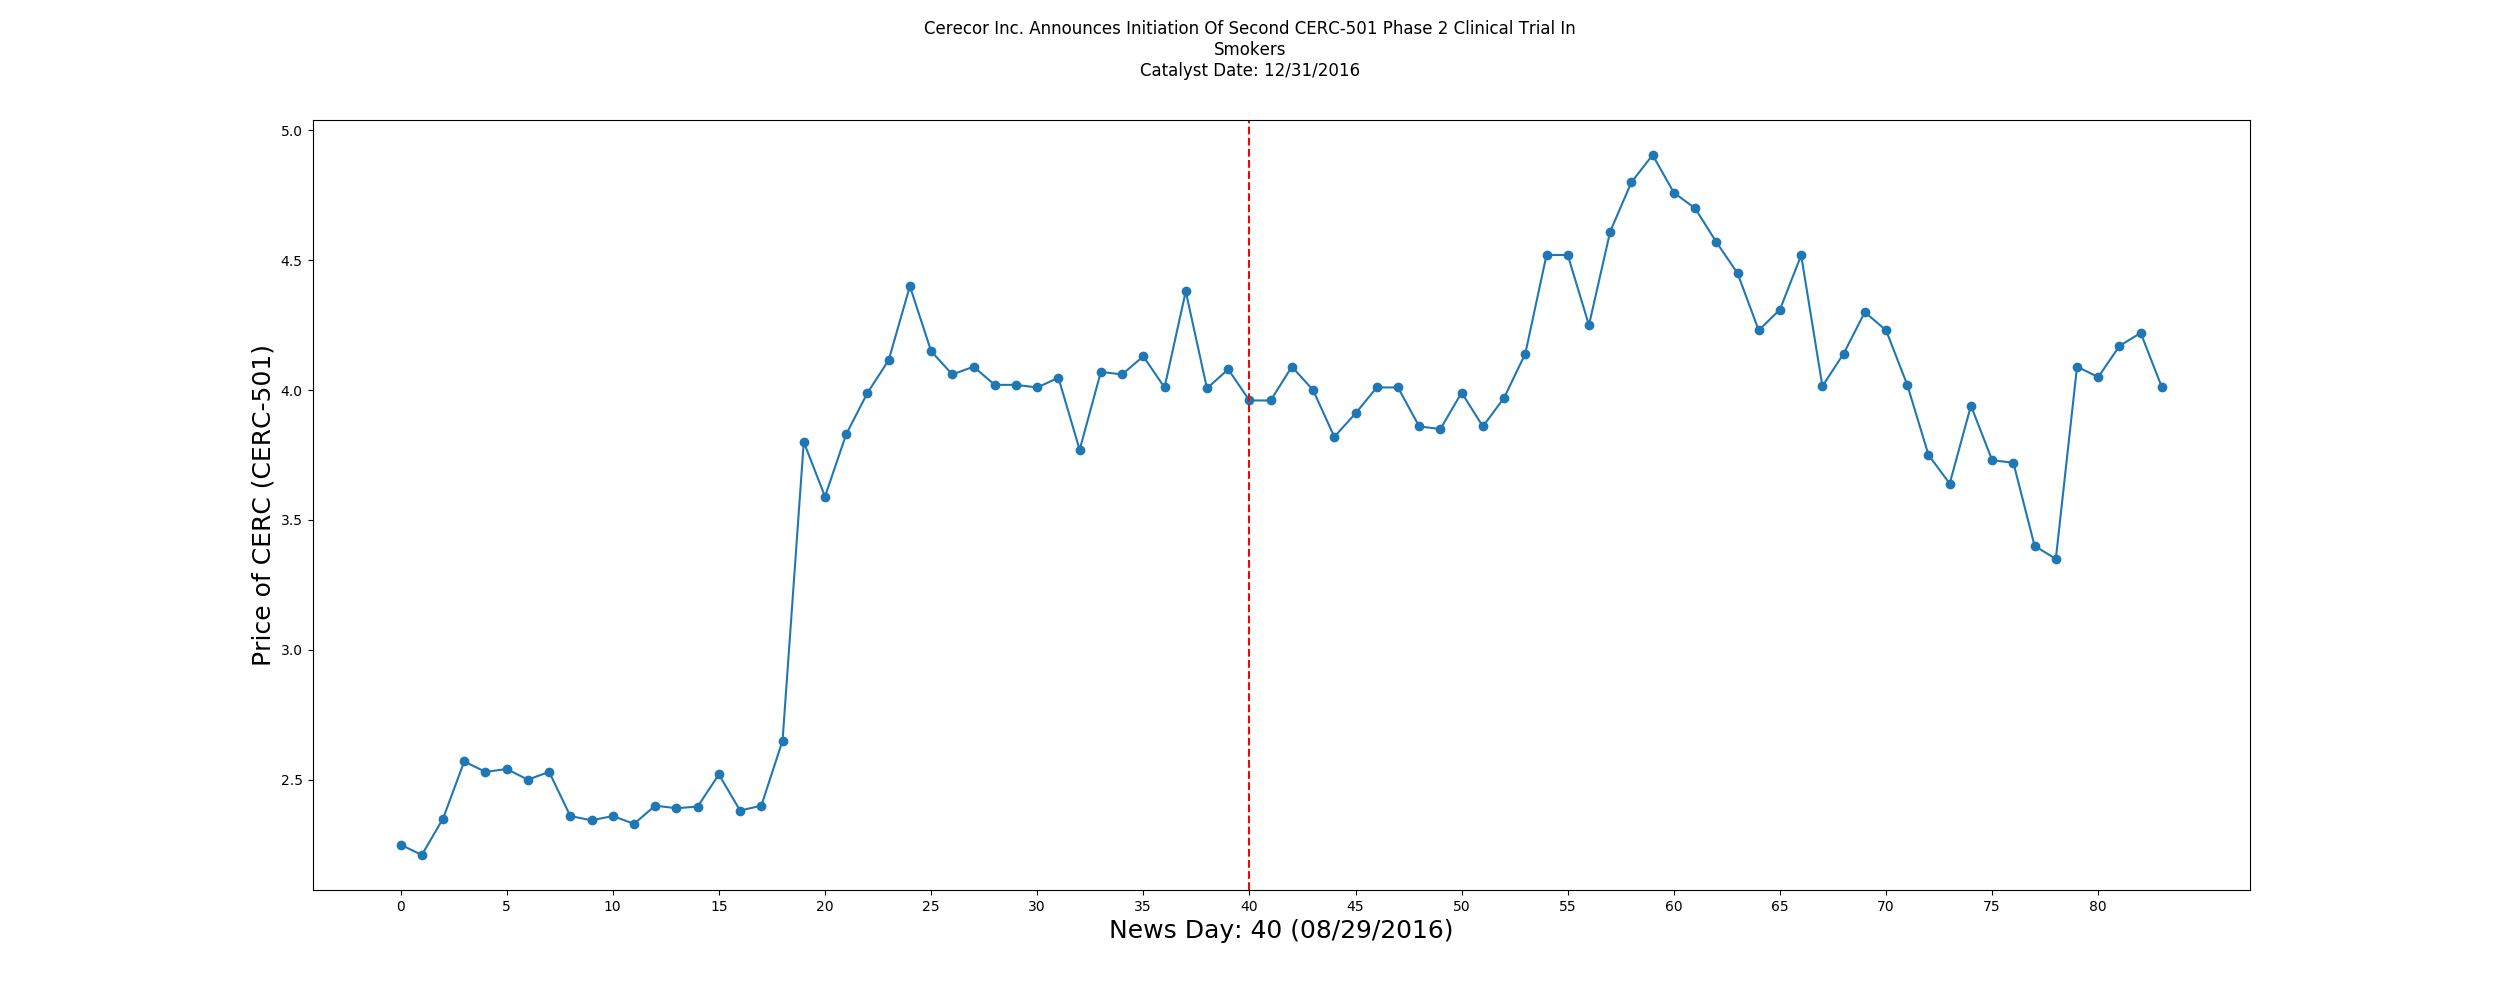 Cerecor Inc. Announces Initiation Of Second CERC-501 Phase 2 Clinical Trial In
Smokers
Catalyst Date: 12/31/2016
5.0
4.5
4.0
3.5
3.0
2.5
Price of CERC (CERC-501)
0 5 10 15 20 25 30 35 40 45 50 55 60 65 70 75 80
News Day: 40 (08/29/2016)